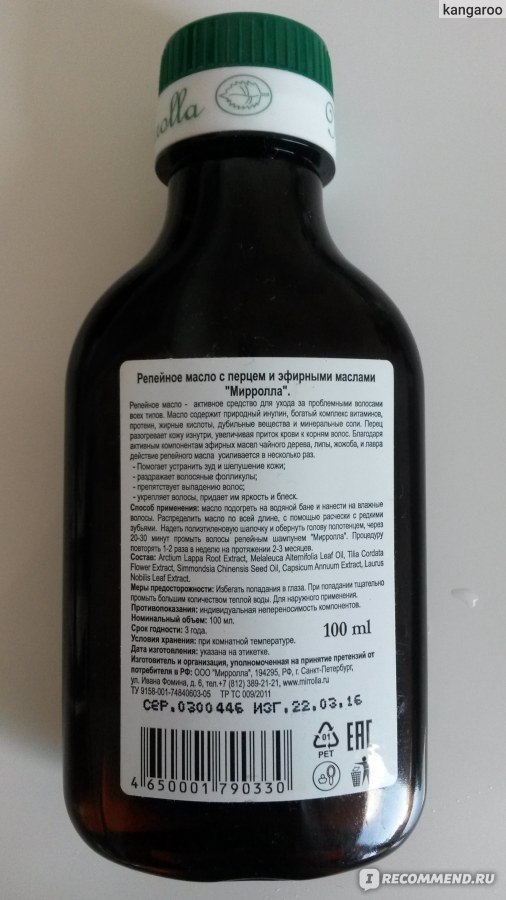 kangaroo
rolla
Репейное масло с перцем и эфирными маслами
"Мирролла".
Репейное масло - активное средство для ухода за проблемными волосами
всех типов. Масло содержит природный инулин, богатый комплекс витаминов,
протеин, жирные кислоты, дубильные вещества и минеральные соли. Перец
разогревает кожу изнутри, увеличивая приток крови к корням волос. Благодаря
активным компонентам эфирных масел чайного дерева, липы, жожоба, и лавра
действие репейного масла усиливается в несколько раз.
- Помогает устранить зуд и шелушение кожи;
- раздражает волосяные фолликулы;
- препятствует выпадению волос;
- укрепляет волосы, придает им яркость и блеск.
Способ применения: масло подогреть на водяной бане и нанести на влажные
волосы. Распределить масло по всей длине, с помощью расчески с редкими
зубьями. Надеть полиэтиленовую шапочку и обернуть голову полотенцем, через
20-30 минут промыть волосы репейным шампунем "Мирролла". Процедуру
повторять 1-2 раза в неделю на протяжении 2-3 месяцев.
Состав: Arctium Lappa Root Extract, Melaleuca Alternifolia Leaf Oil, Tilia Cordata
Flower Extract, Simmondsia Chinensis Seed Oil, Capsicum Annuum Extract, Laurus
Nobilis Leaf Extract.
Меры предосторожности: Избегать попадания в глаза. При попадании тщательно
промыть большим количеством теплой воды. Для наружного применения.
Противопоказания: индивидуальная непереносимость компонентов.
Номинальный объем: 100 мл.
Срок годности: 3 года.
100 ml
Условия хранения: при комнатной температуре.
Дата изготовления: указана на этикетке.
Изготовитель и организация, уполномоченная на принятие претензий от
потребителя в РФ: ООО "Мирролла", 194295, РФ, г. Санкт-Петербург,
ул. Ивана Фомина, д. 6, тел.+7 (812) 389-21-21, www.mirrolla.ru
ТУ 9158-001-74840603-05 ТР ТС 009/2011
СЕР.0300446 ИЗГ.22.03.16
01
PET
EAC
4 650001 790330
IRECOMMEND.RU